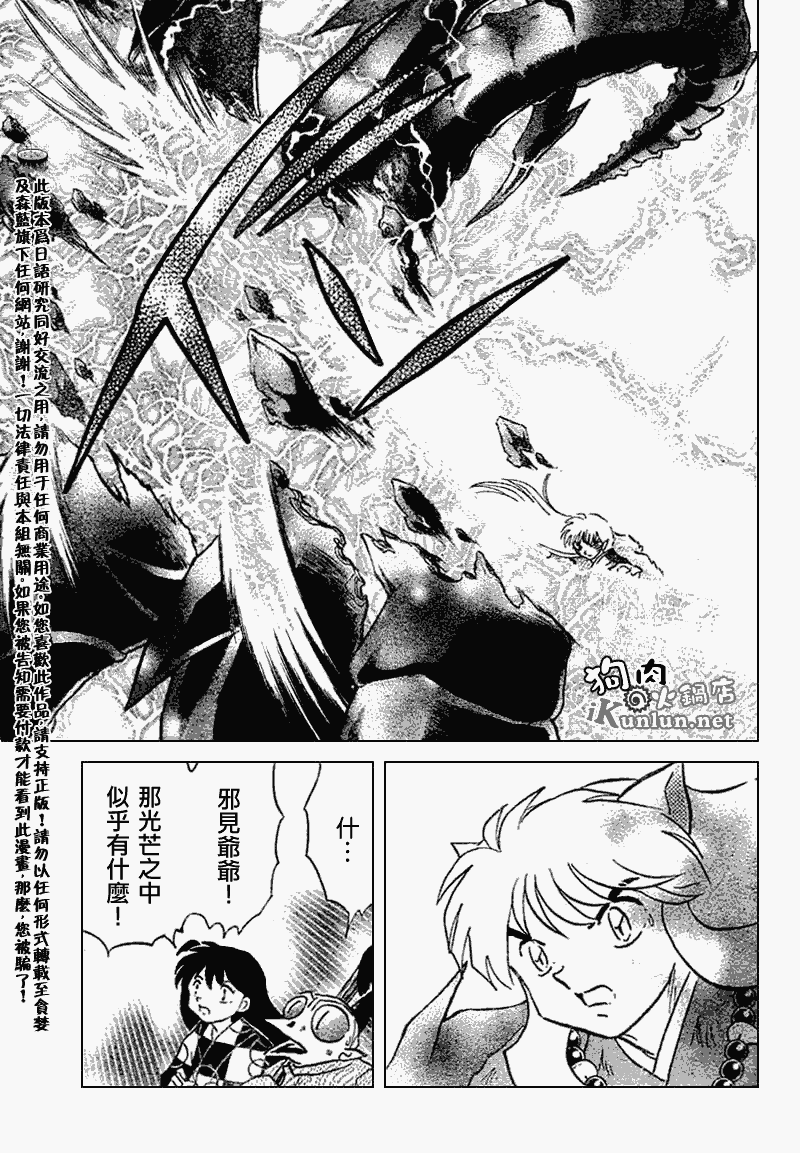 此版本爲日語研究同好交流之用,請勿用于任何商業用途。如您喜歡此作品,請支持正版!請勿以任何形式轉載至貪婪
及森藍旗下任何網站,謝謝!一切法律責任與本組無關。如果您被告知需要付款才能看到此漫畫,那麽,您被騙了!
狗肉
火鍋店
iKunlun.net
什…
邪見爺爺!
那光芒之中
似乎有什麼!